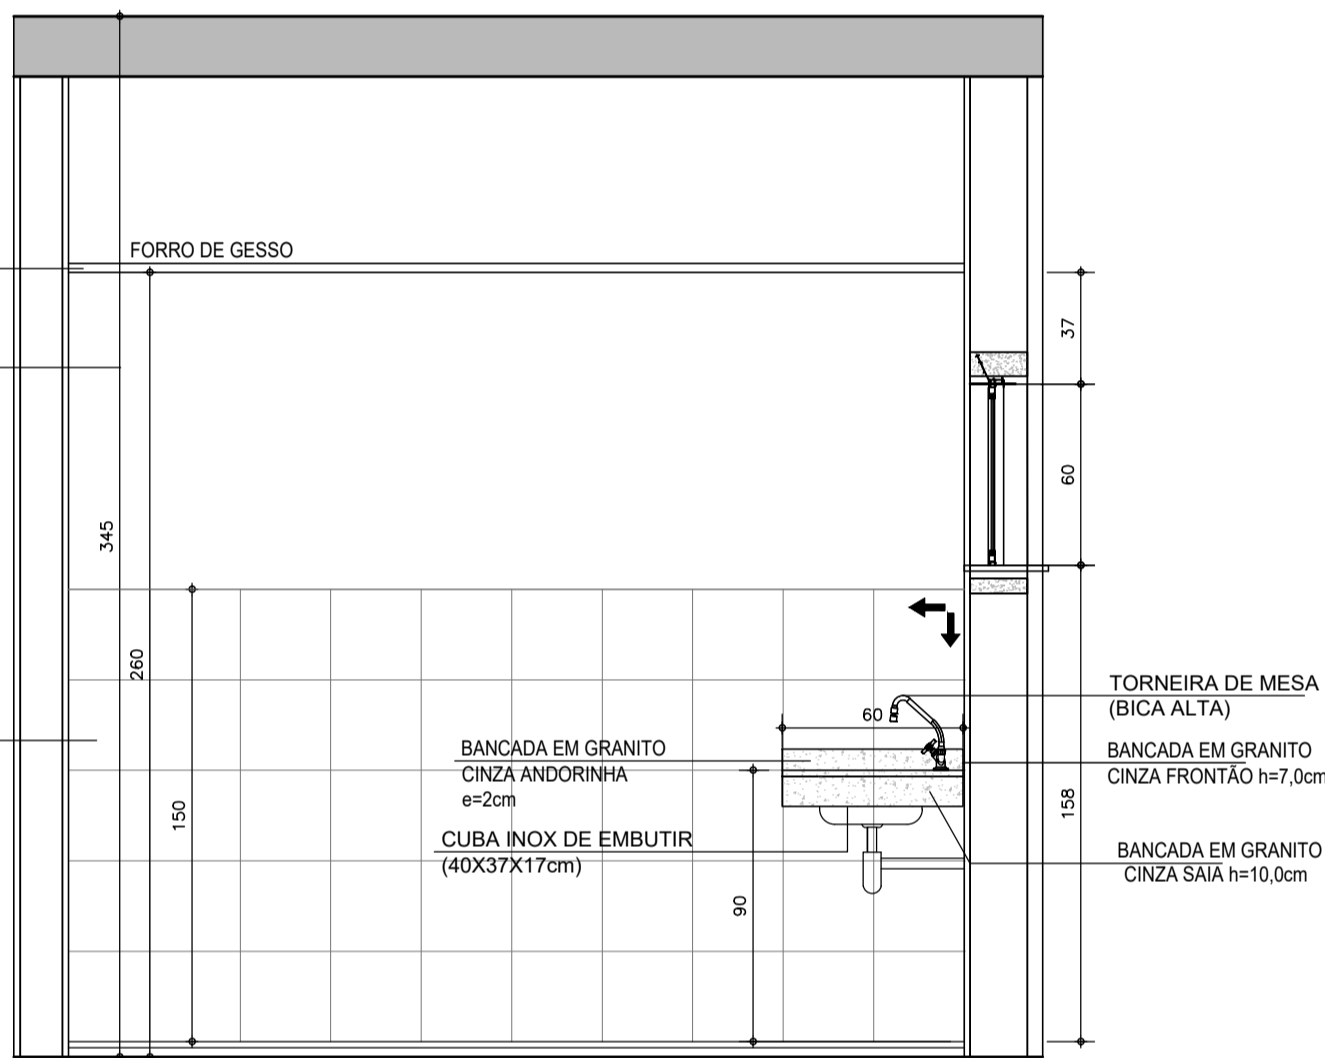 FORRO DE GESSO
37
60
345
260
150
60
TORNEIRA DE MESA
(BICA ALTA)
BANCADA EM GRANITO
CINZA ANDORINHA
e=2cm
BANCADA EM GRANITO
CINZA FRONTÃO h=7,0cm
158
CUBA INOX DE EMBUTIR
(40X37X17cm)
BANCADA EM GRANITO
CINZA SAIA h=10,0cm
90